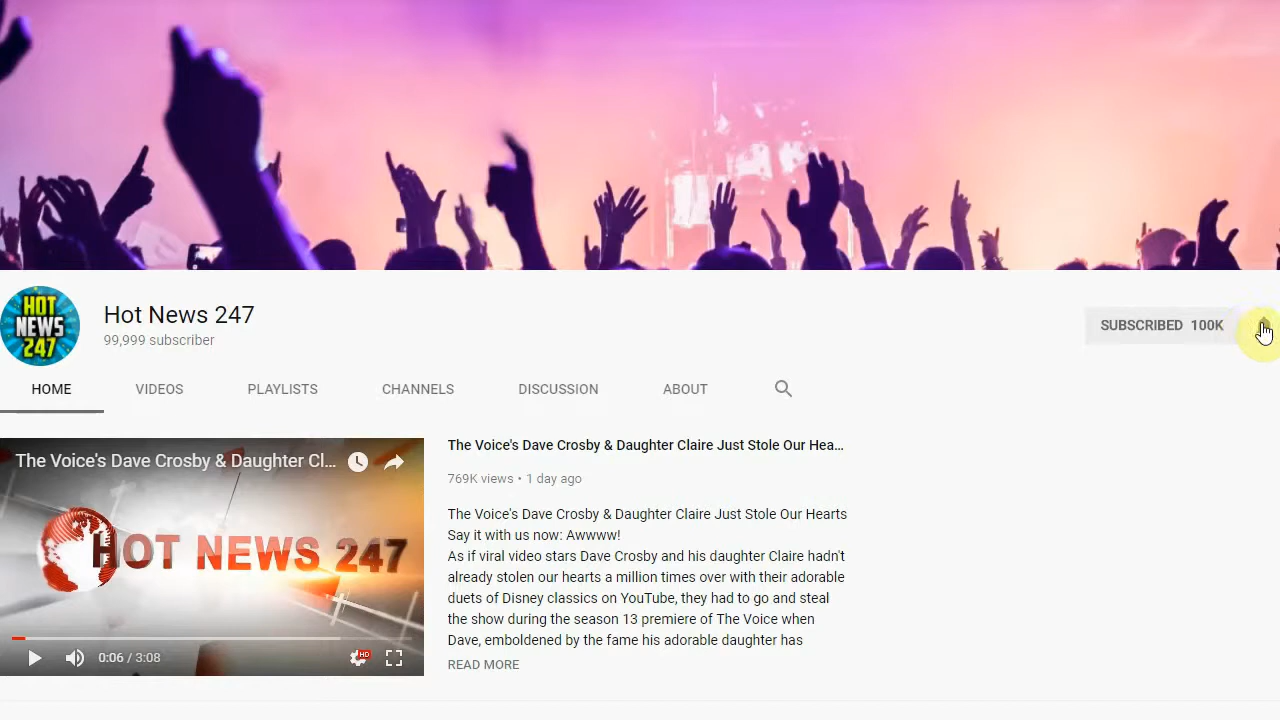 HOT
NEWS
247
Hot News 247
99,999 subscriber
SUBSCRIBED 100K
HOME VIDEOS PLAYLISTS CHANNELS DISCUSSION ABOUT
The Voice's Dave Crosby & Daughter Cl...
HOT NEWS 247
0:06 / 3:08
HD
The Voice's Dave Crosby & Daughter Claire Just Stole Our Hea...
769K views • 1 day ago
The Voice's Dave Crosby & Daughter Claire Just Stole Our Hearts
Say it with us now: Awwww!
As if viral video stars Dave Crosby and his daughter Claire hadn't
already stolen our hearts a million times over with their adorable
duets of Disney classics on YouTube, they had to go and steal
the show during the season 13 premiere of The Voice when
Dave, emboldened by the fame his adorable daughter has
READ MORE